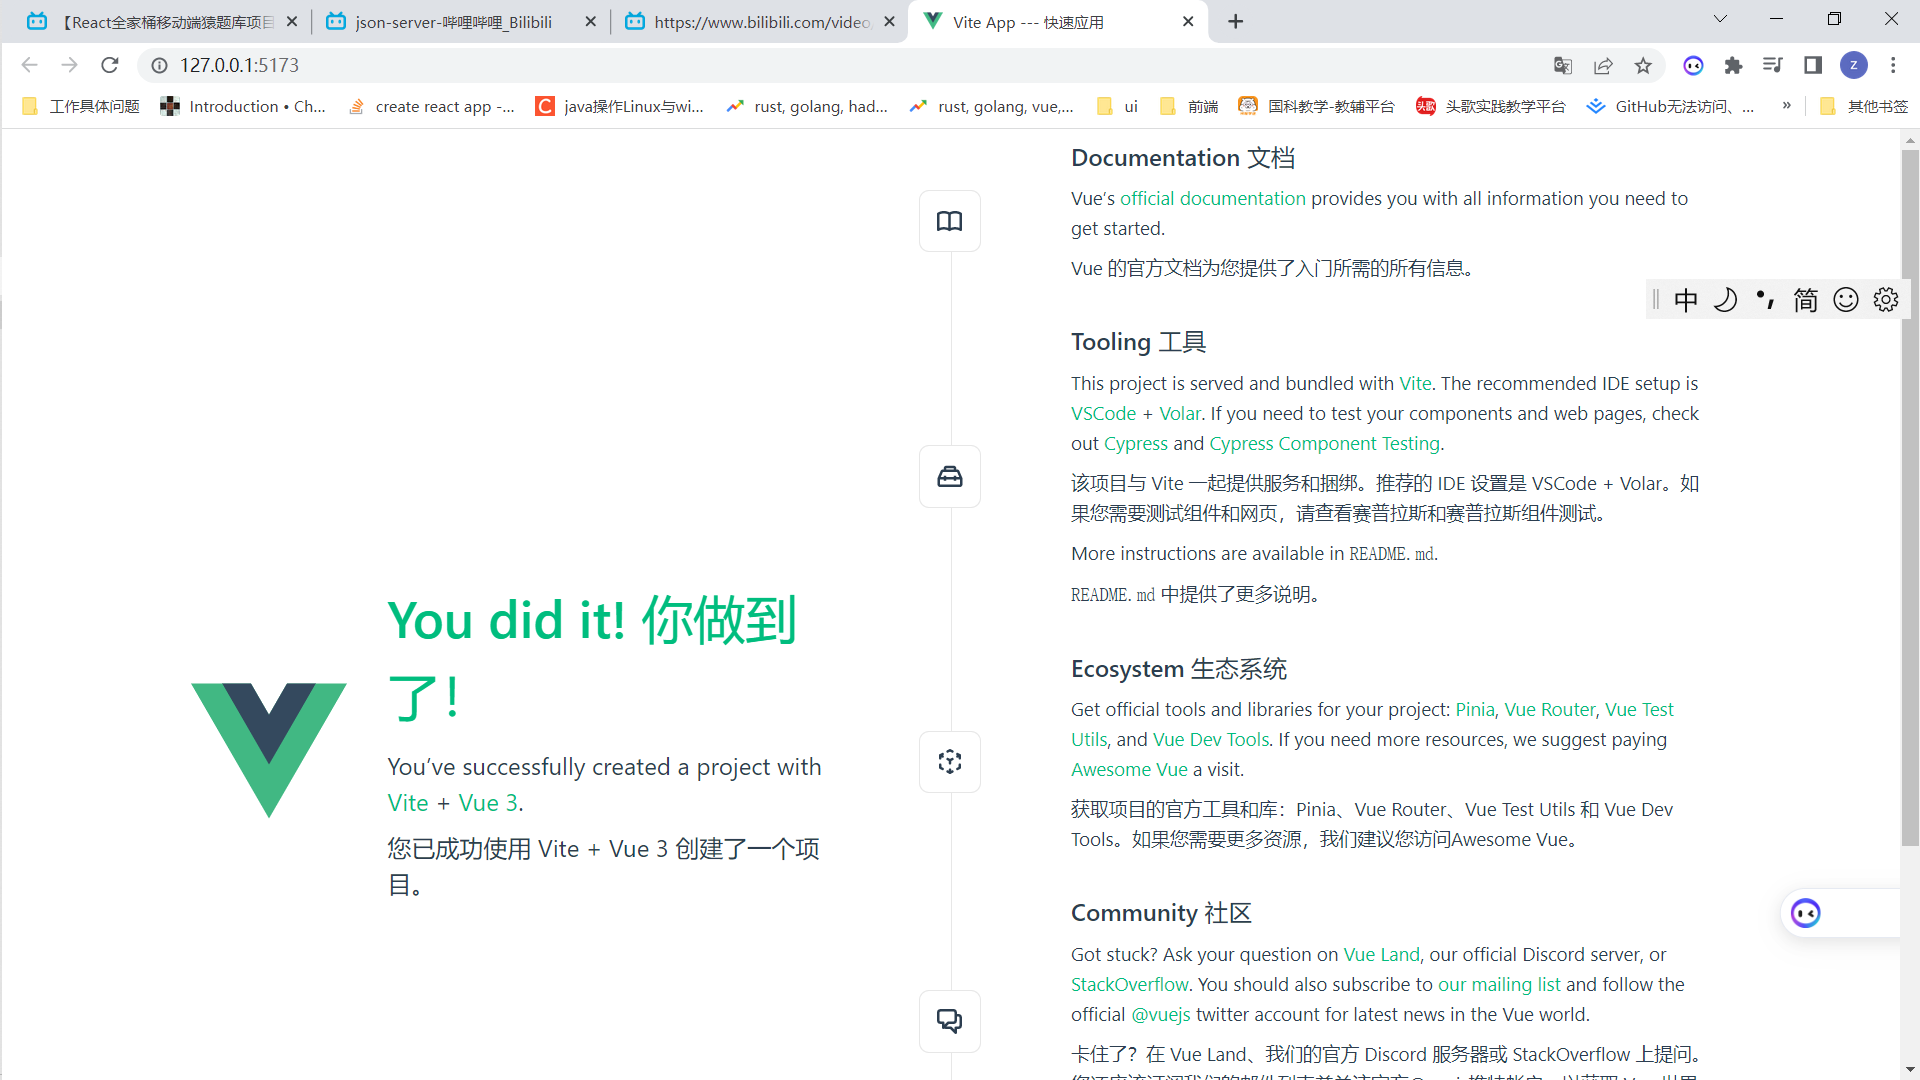 【React全家桶移动端猿题库项目
json-server-哔哩哔哩_Bilibili
https://www.bilibili.com/video,
Vite App --- 快速应用
127.0.0.1:5173
z
工作具体问题
Introduction • Ch...
create react app -...
C
java操作Linux与wi...
rust, golang, had...
rust, golang, vue,...
ui
前端
国科教学-教辅平台
头歌
头歌实践教学平台
GitHub无法访问、...
»
其他书签
Documentation 文档
Vue’s official documentation provides you with all information you need to
get started.
Vue 的官方文档为您提供了入门所需的所有信息。
中 简
Tooling 工具
This project is served and bundled with Vite. The recommended IDE setup is
VSCode + Volar. If you need to test your components and web pages, check
out Cypress and Cypress Component Testing.
该项目与 Vite 一起提供服务和捆绑。推荐的 IDE 设置是 VSCode + Volar。如
果您需要测试组件和网页，请查看赛普拉斯和赛普拉斯组件测试。
More instructions are available in README.md.
README.md 中提供了更多说明。
You did it! 你做到
了！
You’ve successfully created a project with
Vite + Vue 3.
您已成功使用 Vite + Vue 3 创建了一个项
目。
Ecosystem 生态系统
Get official tools and libraries for your project: Pinia, Vue Router, Vue Test
Utils, and Vue Dev Tools. If you need more resources, we suggest paying
Awesome Vue a visit.
获取项目的官方工具和库：Pinia、Vue Router、Vue Test Utils 和 Vue Dev
Tools。如果您需要更多资源，我们建议您访问Awesome Vue。
Community 社区
Got stuck? Ask your question on Vue Land, our official Discord server, or
StackOverflow. You should also subscribe to our mailing list and follow the
official @vuejs twitter account for latest news in the Vue world.
卡住了？在 Vue Land、我们的官方 Discord 服务器或 StackOverflow 上提问。